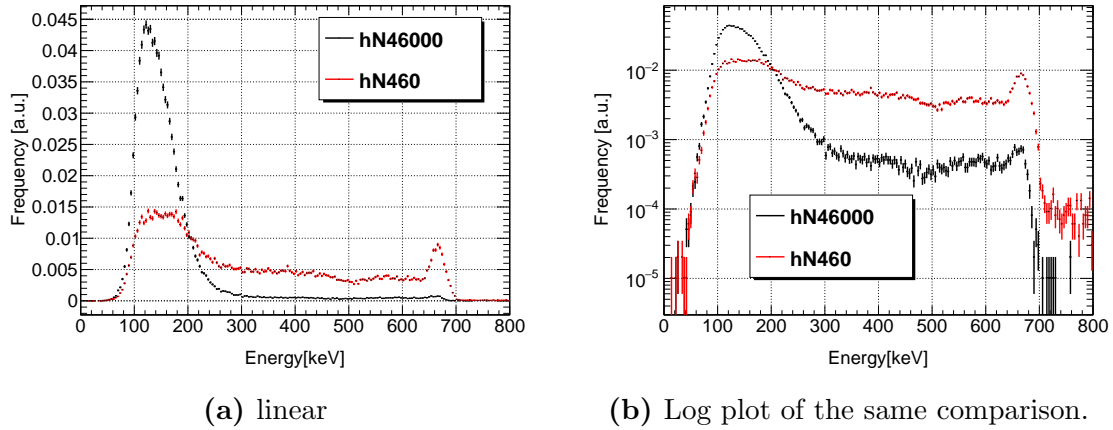 Frequency [a.u.]
0.045
0.04
0.035
0.03
0.025
0.02
0.015
0.01
0.005
0
hN46000
hN460
0 100 200 300 400 500 600 700 800
Energy[keV]
(a) linear
Frequency [a.u.]
10−2
10−3
10−4
10−5
hN46000
hN460
0 100 200 300 400 500 600 700 800
Energy[keV]
(b) Log plot of the same comparison.